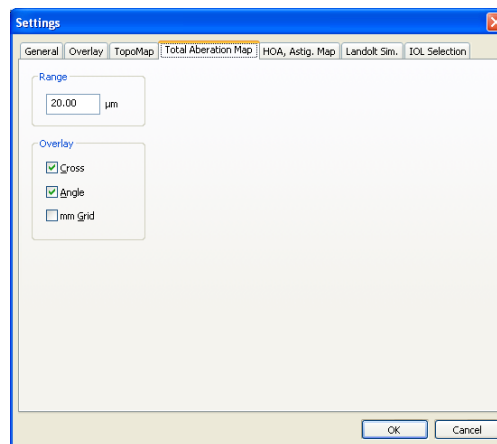 Settings
General Overlay TopoMap Total Aberation Map HOA, Astig. Map Landolt Sim. IOL Selection
Range
20.00 μm
Overlay
Cross
Angle
mm Grid
OK Cancel